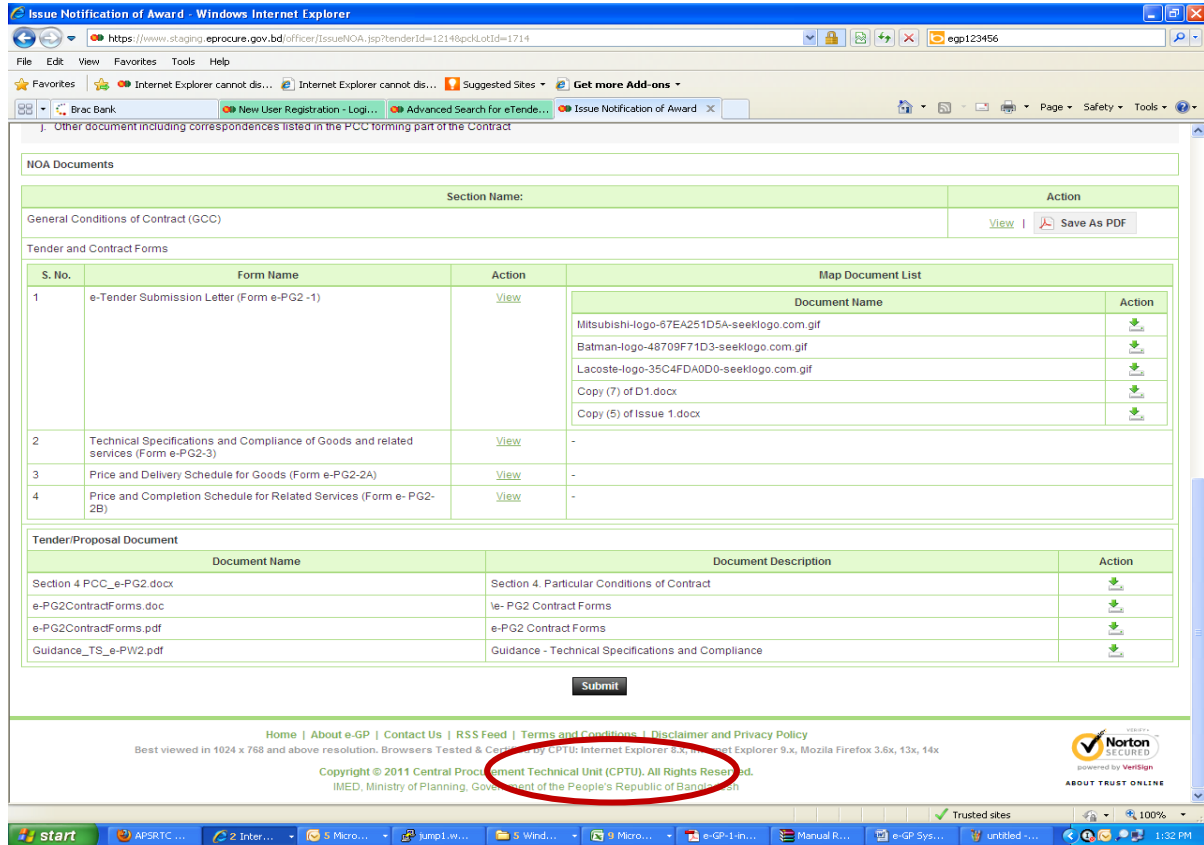 Issue Notification of Award - Windows Internet Explorer
https://www.staging.eprocure.gov.bd/officer/IssueNOA.jsp?tenderId=1214&pckLotId=1714
egp123456
File Edit View Favorites Tools Help
Favorites Internet Explorer cannot dis... Internet Explorer cannot dis... Suggested Sites Get more Add-ons
Brac Bank New User Registration - Logi... Advanced Search for eTende... Issue Notification of Award X Page Safety Tools
j. Other document including correspondences listed in the PCC forming part of the Contract
NOA Documents
Section Name: Action
General Conditions of Contract (GCC) View | Save As PDF
Tender and Contract Forms
S. No. Form Name Action Map Document List
1 e-Tender Submission Letter (Form e-PG2 -1) View Document Name Action
Mitsubishi-logo-67EA251D5A-seeklogo.com.gif
Batman-logo-48709F71D3-seeklogo.com.gif
Lacoste-logo-35C4FDA0D0-seeklogo.com.gif
Copy (7) of D1.docx
Copy (5) of Issue 1.docx
2 Technical Specifications and Compliance of Goods and related View -
services (Form e-PG2-3)
3 Price and Delivery Schedule for Goods (Form e-PG2-2A) View -
4 Price and Completion Schedule for Related Services (Form e- PG2- View -
2B)
Tender/Proposal Document
Document Name Document Description Action
Section 4 PCC_e-PG2.docx Section 4. Particular Conditions of Contract
e-PG2ContractForms.doc \e- PG2 Contract Forms
e-PG2ContractForms.pdf e-PG2 Contract Forms
Guidance_TS_e-PW2.pdf Guidance - Technical Specifications and Compliance
Submit
Home | About e-GP | Contact Us | RSS Feed | Terms and Conditions | Disclaimer and Privacy Policy
Best viewed in 1024 x 768 and above resolution. Browsers Tested & Certified by CPTU: Internet Explorer 8.x, Internet Explorer 9.x, Mozila Firefox 3.6x, 13x, 14x
Copyright © 2011 Central Procurement Technical Unit (CPTU). All Rights Reserved.
IMED, Ministry of Planning, Government of the People's Republic of Bangladesh
VERIFY
Norton
SECURED
powered by VeriSign
ABOUT TRUST ONLINE
Trusted sites 100%
start APSRTC ... 2 Inter... 5 Micro... jump1.w... 5 Wind... 9 Micro... e-GP-1-in... Manual R... e-GP Sys... untitled -... 1:32 PM